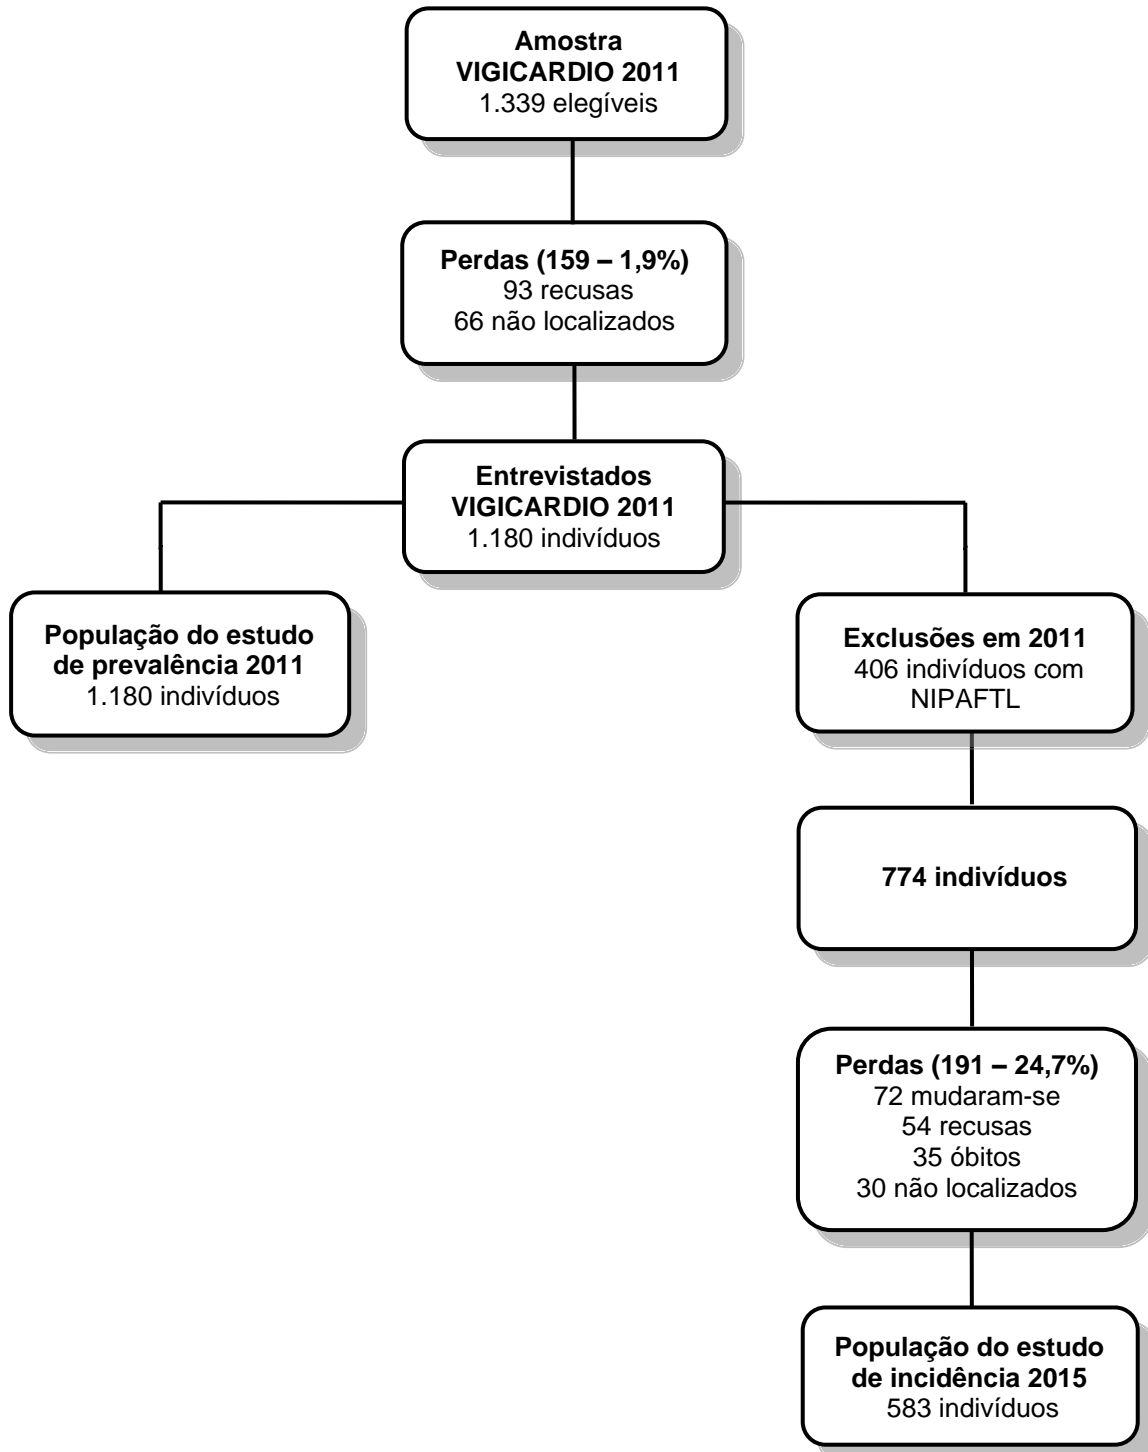 Amostra
VIGICARDIO 2011
1.339 elegíveis
Perdas (159 – 1,9%)
93 recusas
66 não localizados
Entrevistados
VIGICARDIO 2011
1.180 indivíduos
População do estudo
de prevalência 2011
1.180 indivíduos
Exclusões em 2011
406 indivíduos com
NIPAFTL
774 indivíduos
Perdas (191 – 24,7%)
72 mudaram-se
54 recusas
35 óbitos
30 não localizados
População do estudo
de incidência 2015
583 indivíduos